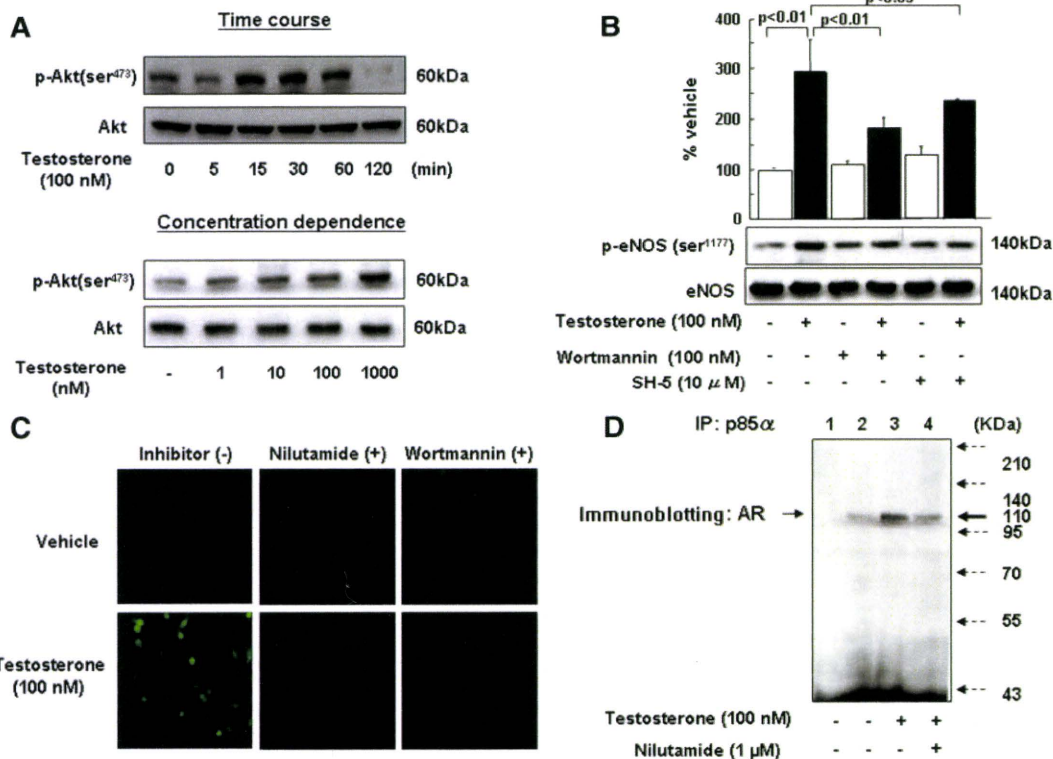 A
Time course
p-Akt(ser473) 60kDa
Akt 60kDa
Testosterone (100 nM) 0 5 15 30 60 120 (min)
Concentration dependence
p-Akt(ser473) 60kDa
Akt 60kDa
Testosterone (nM) - 1 10 100 1000
B
p<0.01 p<0.01
% vehicle
400
300
200
100
0
p-eNOS (ser1177) 140kDa
eNOS 140kDa
Testosterone (100 nM) - + - + - +
Wortmannin (100 nM) - - + + - -
SH-5 (10 μM) - - - - + +
C
Inhibitor (-) Nilutamide (+) Wortmannin (+)
Vehicle
Testosterone
(100 nM)
D
IP: p85α 1 2 3 4 (KDa)
210
140
Immunoblotting: AR 110
95
70
55
43
Testosterone (100 nM) - - + +
Nilutamide (1 μM) - - - +